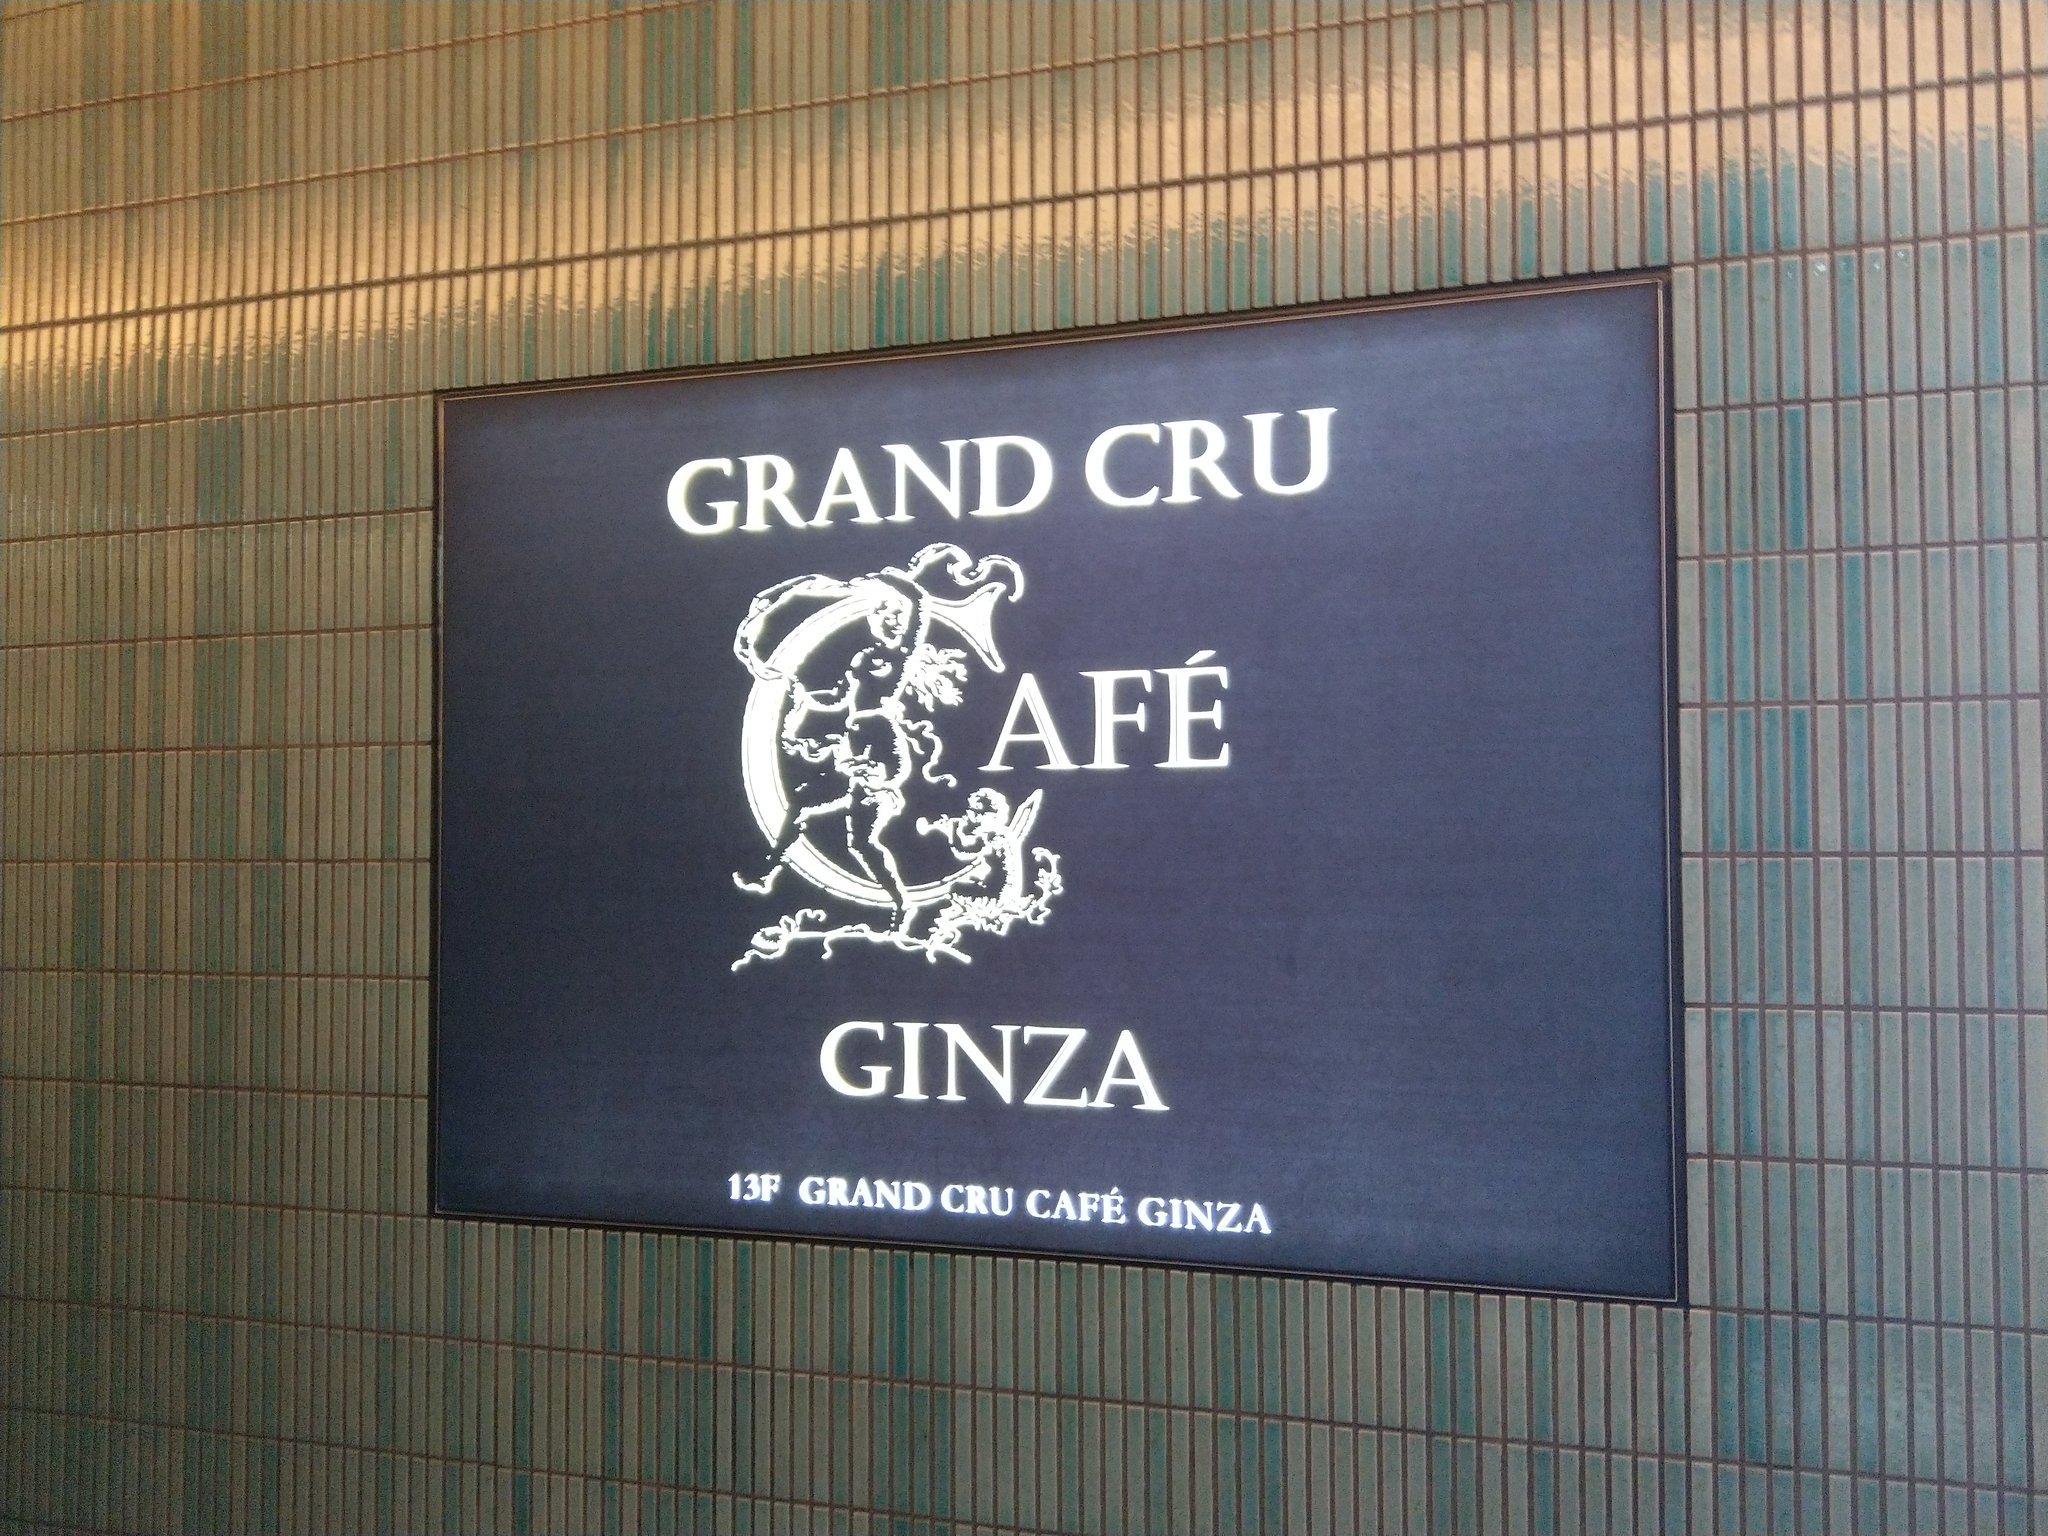 GRAND CRU
CAFÉ
GINZA
13F GRAND CRU CAFÉ GINZA